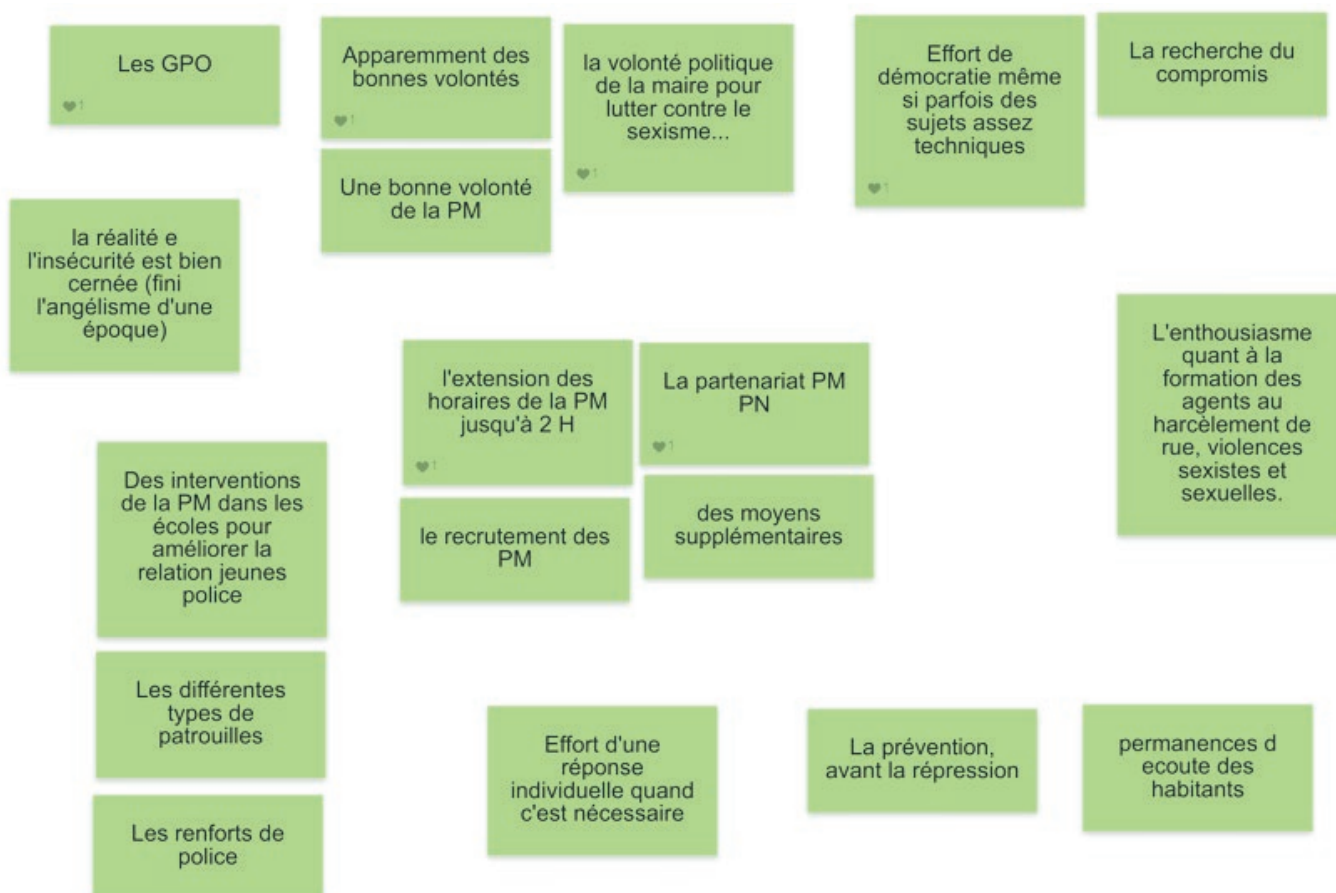 Les GPO
1
Apparemment des
bonnes volontés
1
Une bonne volonté
de la PM
la volonté politique
de la maire pour
lutter contre le
sexisme...
1
Effort de
démocratie même
si parfois des
sujets assez
techniques
1
La recherche du
compromis
la réalité e
l'insécurité est bien
cernée (fini
l'angélisme d'une
époque)
l'extension des
horaires de la PM
jusqu'à 2 H
1
La partenariat PM
PN
1
le recrutement des
PM
des moyens
supplémentaires
L'enthousiasme
quant à la
formation des
agents au
harcèlement de
rue, violences
sexistes et
sexuelles.
Des interventions
de la PM dans les
écoles pour
améliorer la
relation jeunes
police
Les différentes
types de
patrouilles
Les renforts de
police
Effort d'une
réponse
individuelle quand
c'est nécessaire
La prévention,
avant la répression
permanences d
ecoute des
habitants